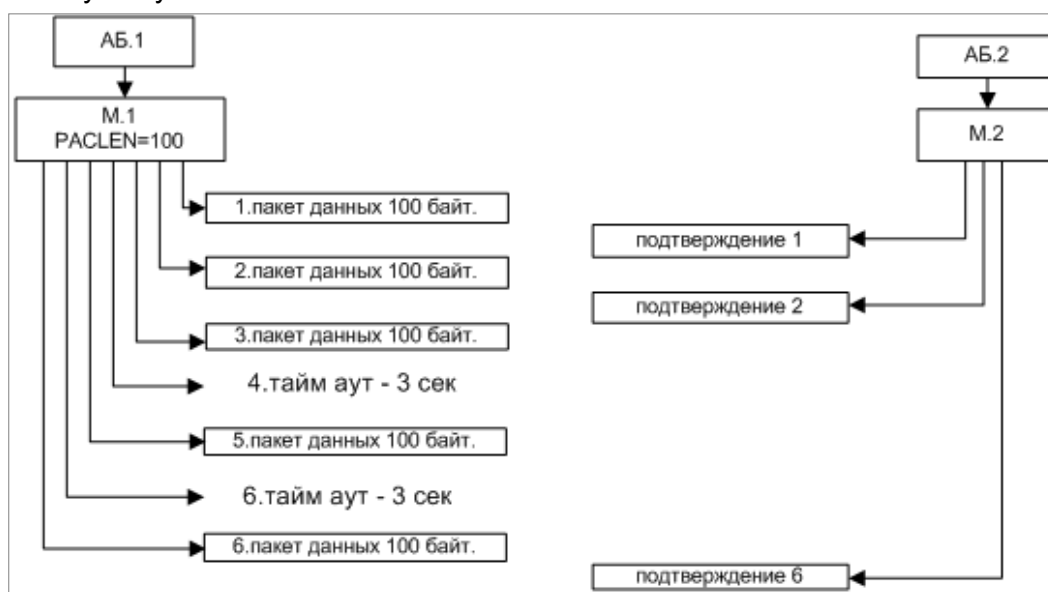 АБ.1
М.1
PACLEN=100
1.пакет данных 100 байт.
2.пакет данных 100 байт.
3.пакет данных 100 байт.
4.тайм аут - 3 сек
5.пакет данных 100 байт.
6.тайм аут - 3 сек
6.пакет данных 100 байт.
АБ.2
М.2
подтверждение 1
подтверждение 2
подтверждение 6